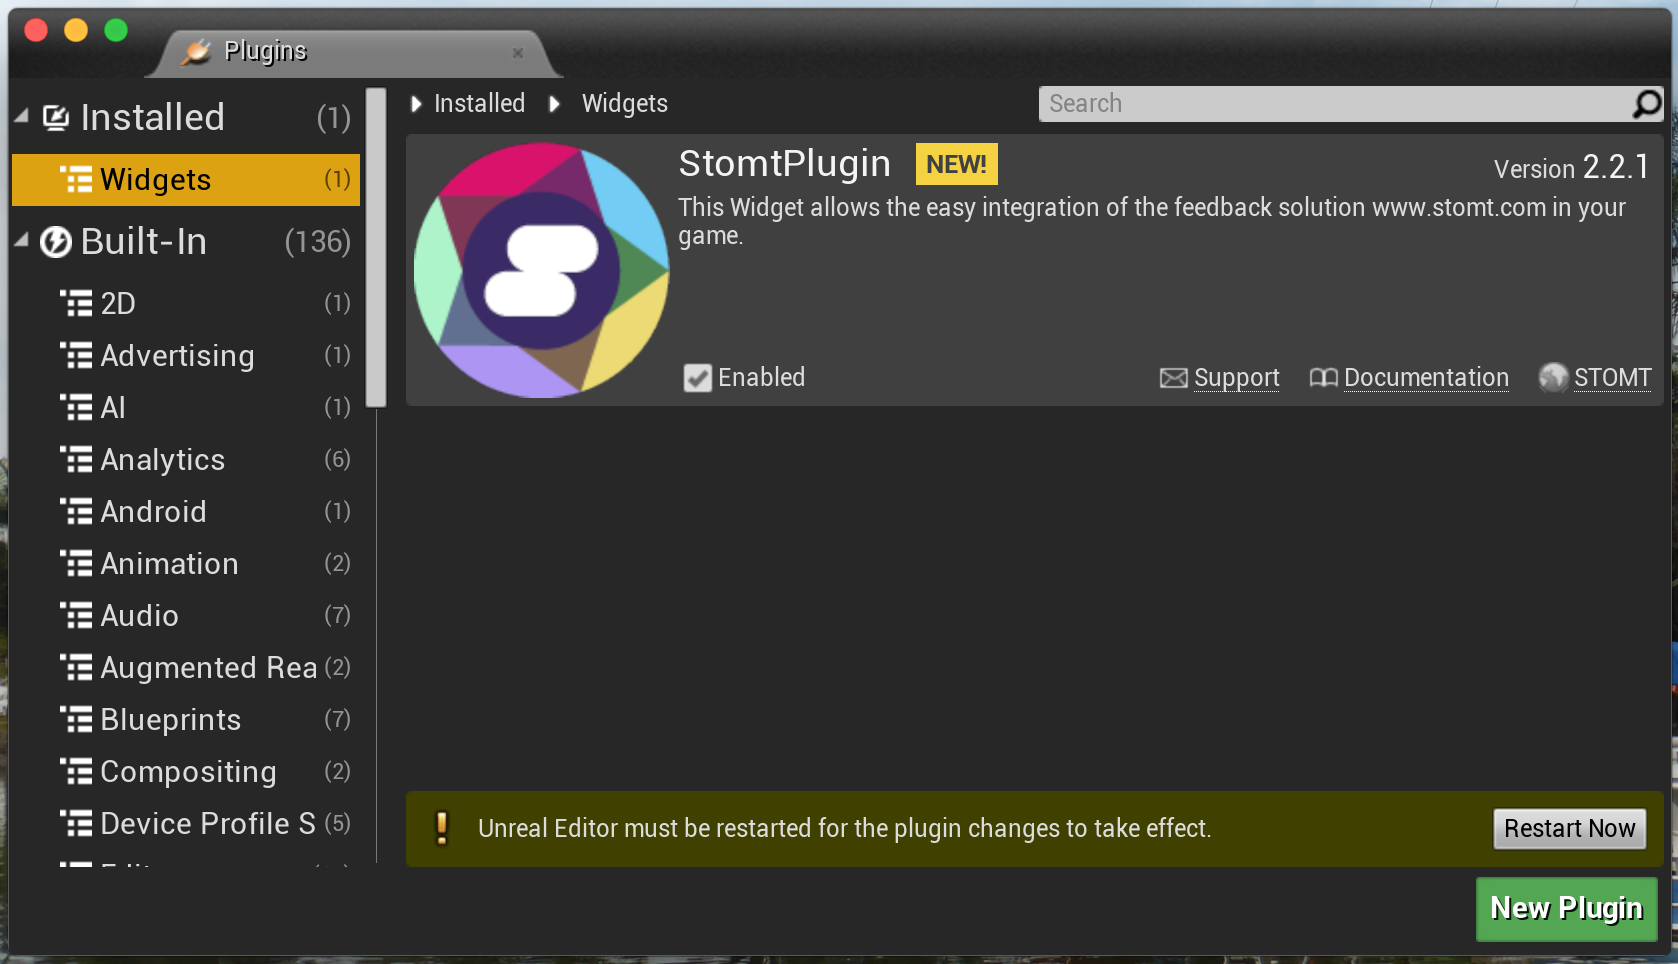 Plugins
Installed (1)
Widgets (1)
Built-In (136)
2D (1)
Advertising (1)
AI (1)
Analytics (6)
Android (1)
Animation (2)
Audio (7)
Augmented Rea (2)
Blueprints (7)
Compositing (2)
Device Profile S (5)
Installed Widgets
Search
StomtPlugin NEW!
Version 2.2.1
This Widget allows the easy integration of the feedback solution www.stomt.com in your
game.
Enabled
Support Documentation STOMT
Unreal Editor must be restarted for the plugin changes to take effect.
Restart Now
New Plugin